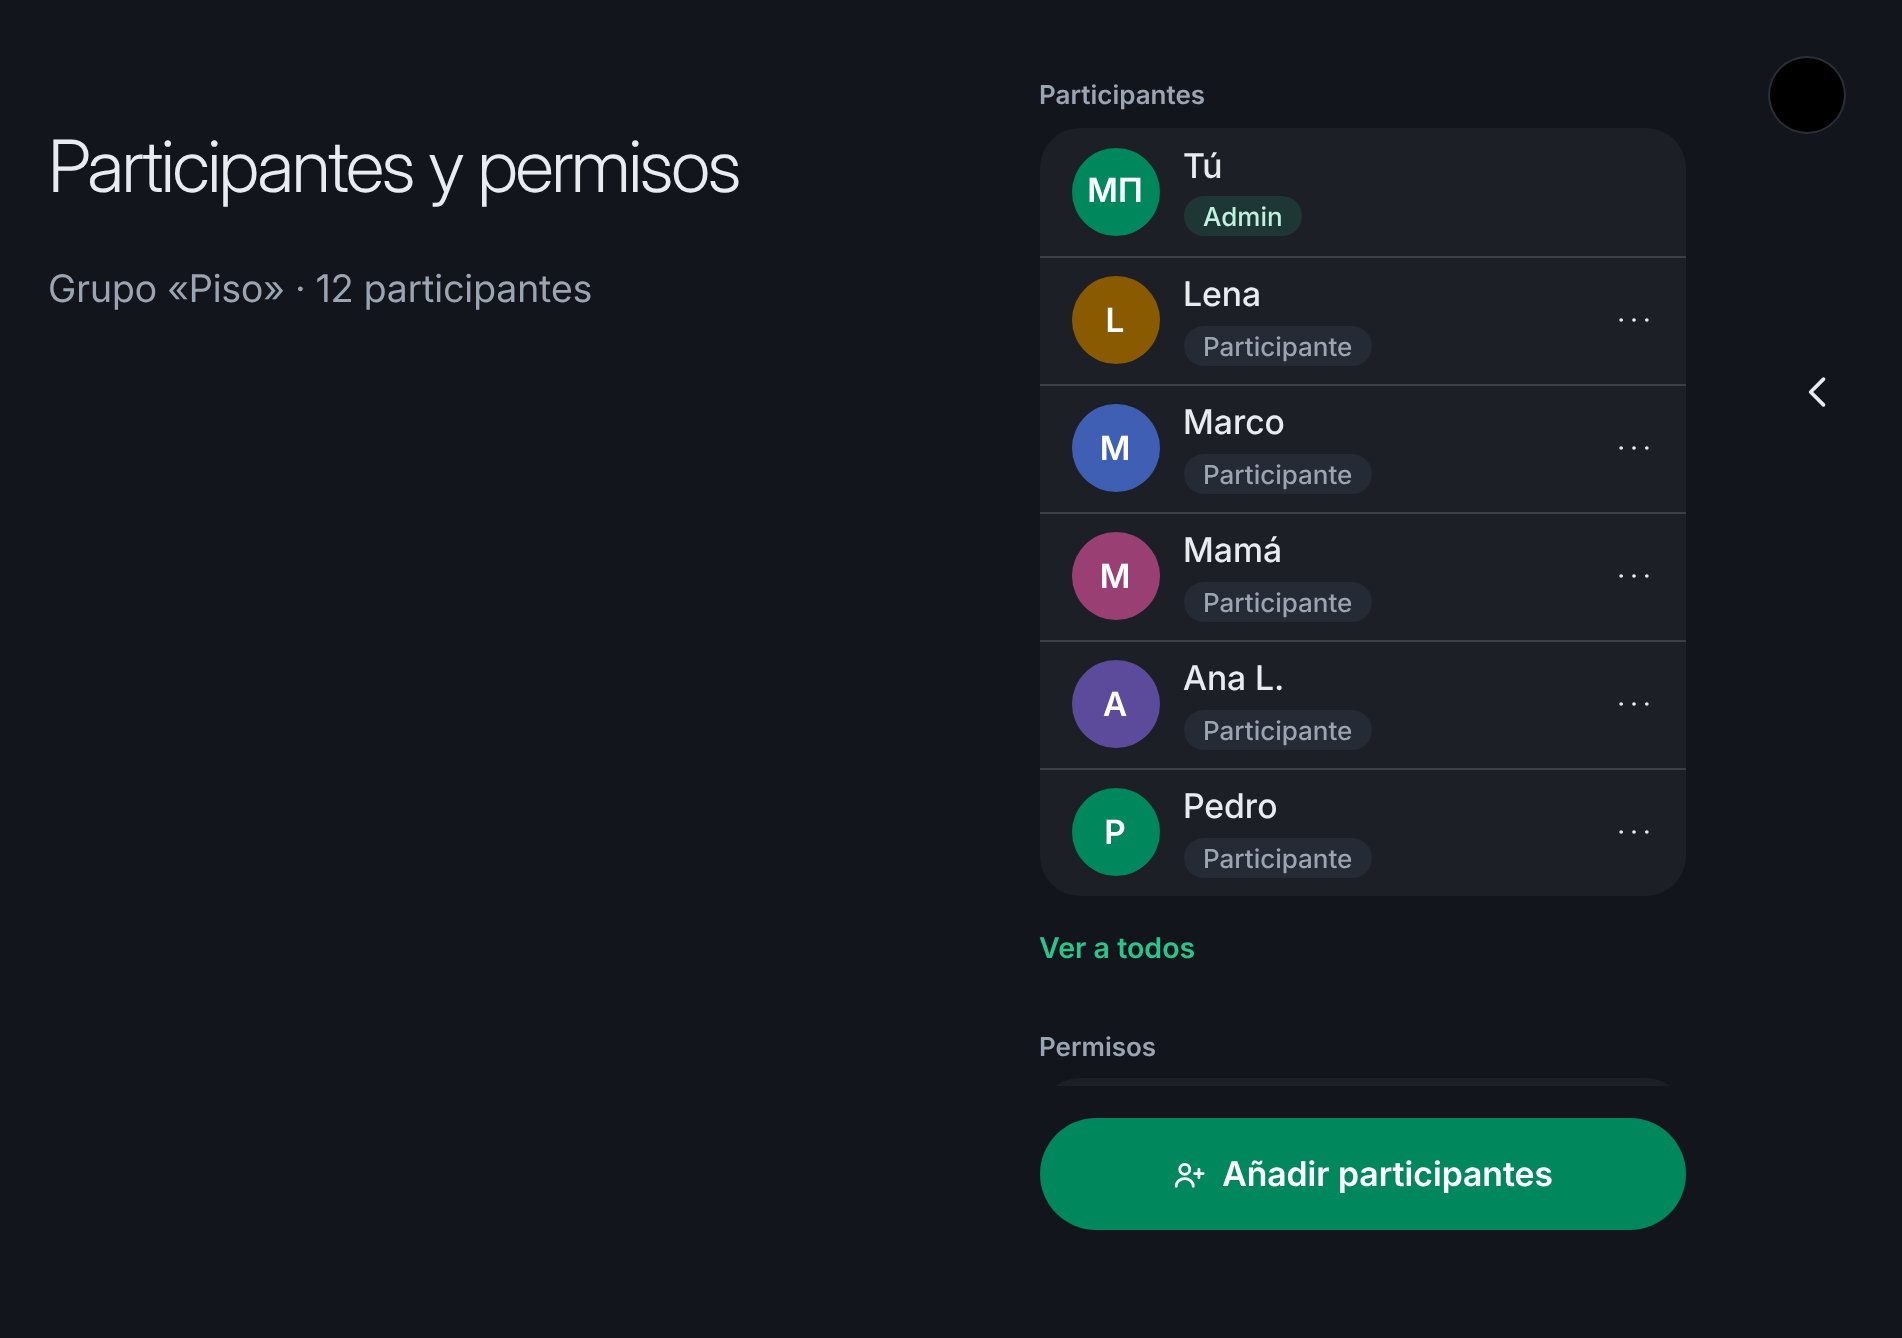 Participantes y permisos
Grupo «Piso» · 12 participantes
Participantes
МП
Tú
Admin
L
Lena
Participante
M
Marco
Participante
M
Mamá
Participante
A
Ana L.
Participante
P
Pedro
Participante
Ver a todos
Permisos
Añadir participantes